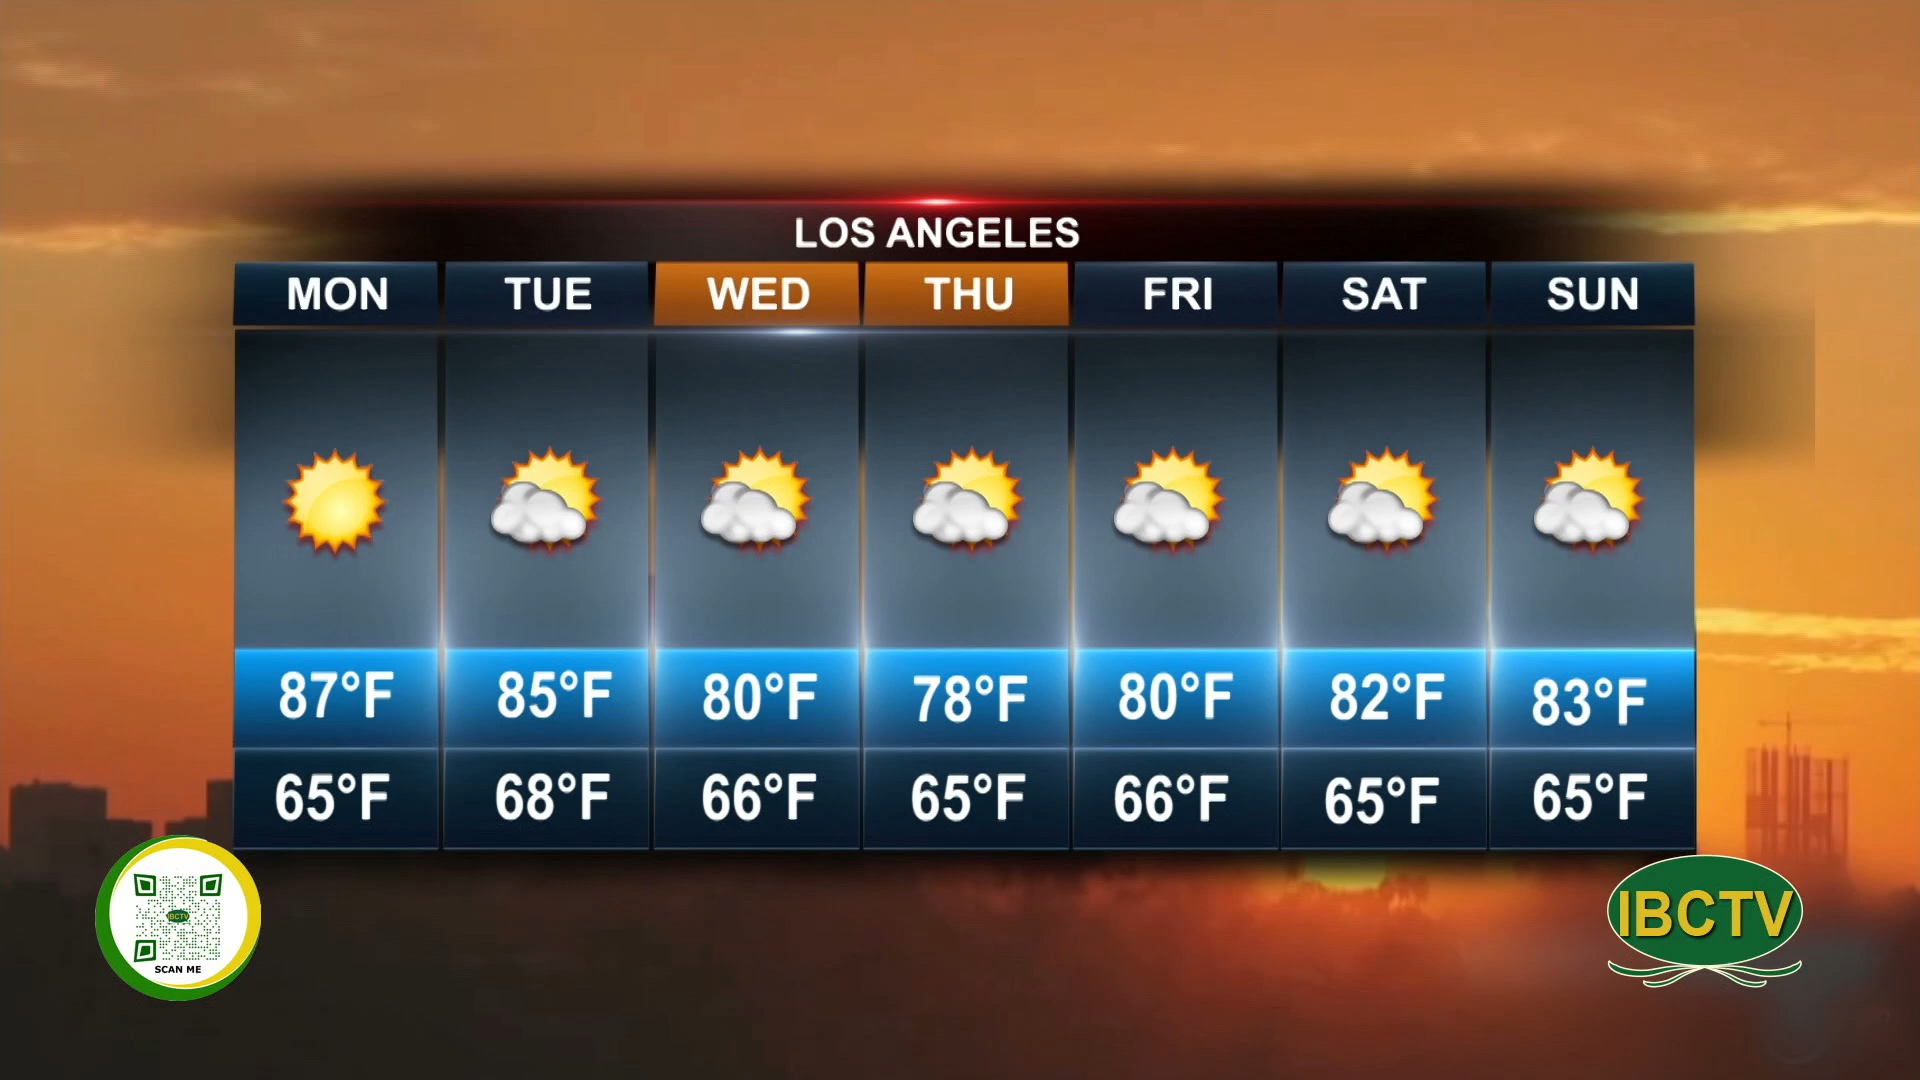 LOS ANGELES
MON TUE WED THU FRI SAT SUN
87°F 85°F 80°F 78°F 80°F 82°F 83°F
65°F 68°F 66°F 65°F 66°F 65°F 65°F
IBCTV
SCAN ME
IBCTV